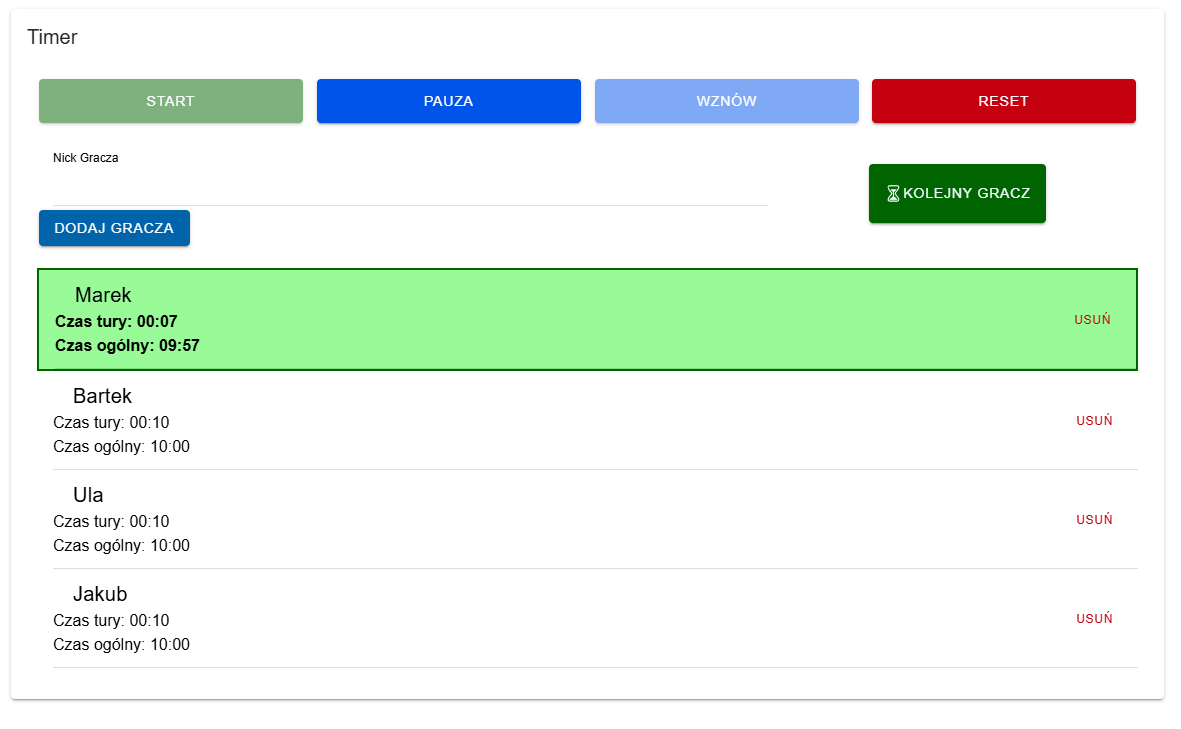 Timer
START PAUZA WZNÓW RESET
Nick Gracza
KOLEJNY GRACZ
DODAJ GRACZA
Marek
Czas tury: 00:07
USUŃ
Czas ogólny: 09:57
Bartek
Czas tury: 00:10
USUŃ
Czas ogólny: 10:00
Ula
Czas tury: 00:10
USUŃ
Czas ogólny: 10:00
Jakub
Czas tury: 00:10
USUŃ
Czas ogólny: 10:00